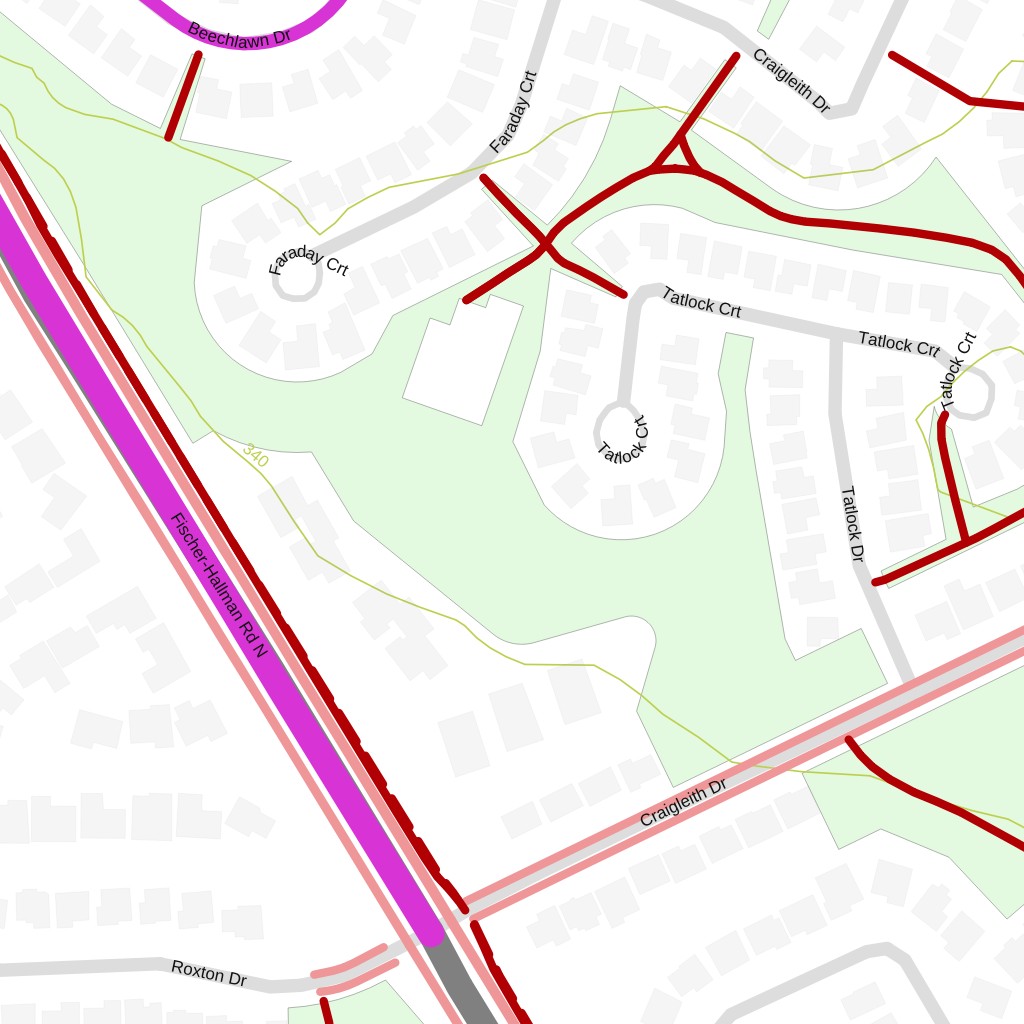 Beechlawn Dr
Craigleith Dr
Faraday Crt
Faraday Crt
Tatlock Crt
Tatlock Crt
Tatlock Crt
Tatlock Crt
340
Tatlock Dr
Fischer-Hallman Rd N
Craigleith Dr
Roxton Dr